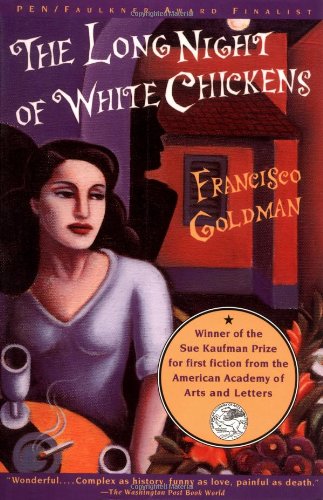 PEN/FAULKNER AWARD FINALIST
THE LONG NIGHT
OF WHITE CHICKENS
FRANCISCO
GOLDMAN
Winner of the
Sue Kaufman Prize
for first fiction from the
American Academy of
Arts and Letters
"Wonderful....Complex as history, funny as love, painful as death."
—The Washington Post Book World